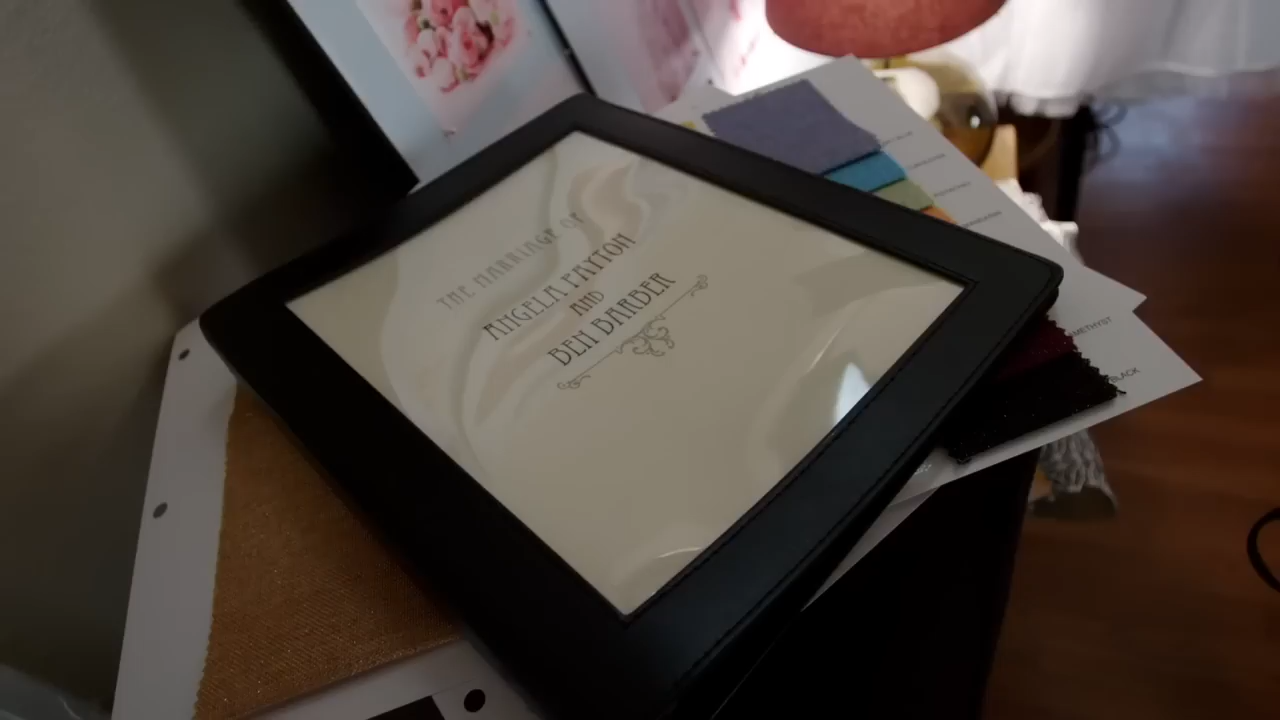 THE MARRIAGE OF
ANGELA PAYTON
AND
BEN BARBER
AMETHYST
BLACK